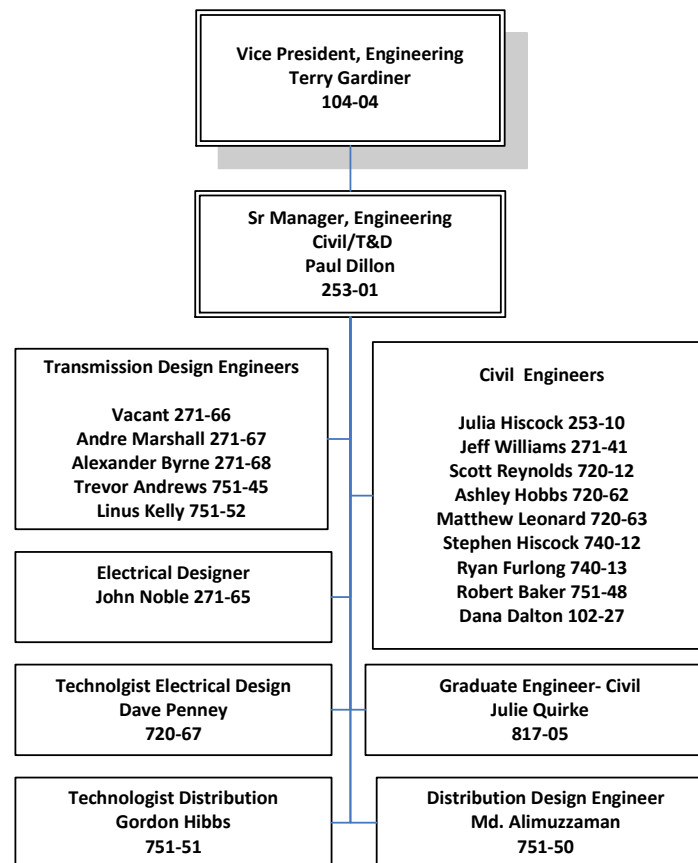 Vice President, Engineering
Terry Gardiner
104-04
Sr Manager, Engineering
Civil/T&D
Paul Dillon
253-01
Transmission Design Engineers
Vacant 271-66
Andre Marshall 271-67
Alexander Byrne 271-68
Trevor Andrews 751-45
Linus Kelly 751-52
Civil Engineers
Julia Hiscock 253-10
Jeff Williams 271-41
Scott Reynolds 720-12
Ashley Hobbs 720-62
Matthew Leonard 720-63
Stephen Hiscock 740-12
Ryan Furlong 740-13
Robert Baker 751-48
Dana Dalton 102-27
Electrical Designer
John Noble 271-65
Technolgist Electrical Design
Dave Penney
720-67
Graduate Engineer- Civil
Julie Quirke
817-05
Technologist Distribution
Gordon Hibbs
751-51
Distribution Design Engineer
Md. Alimuzzaman
751-50